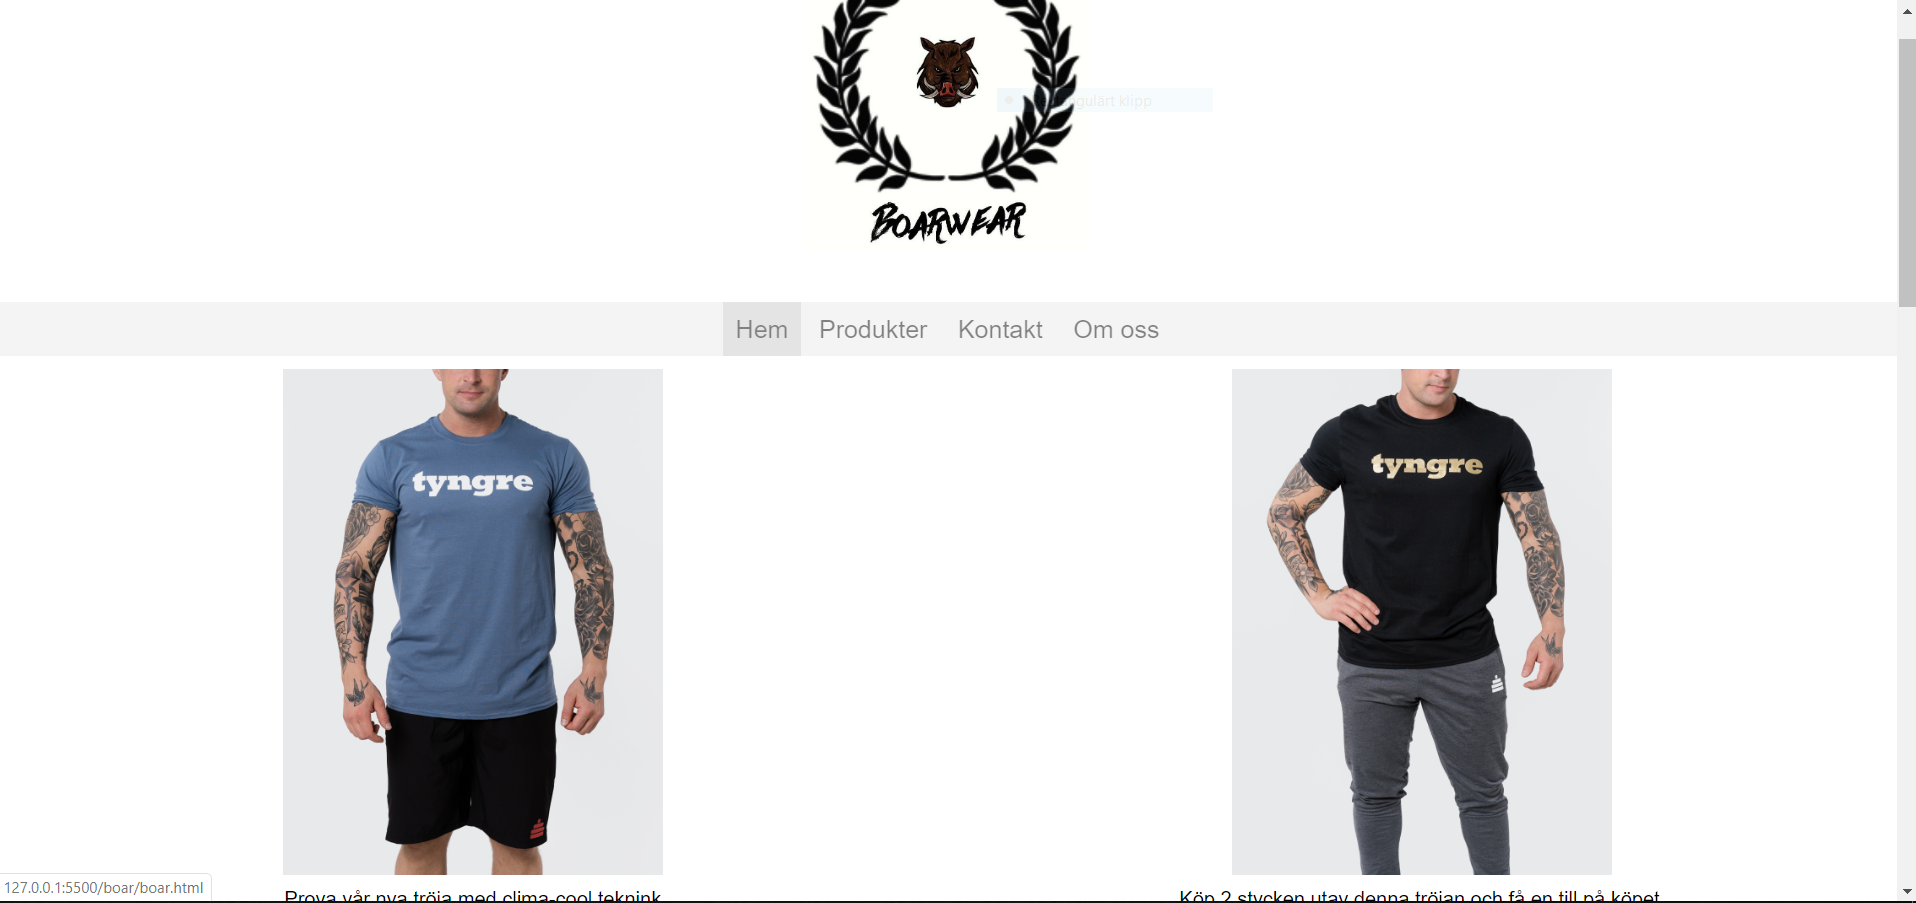 gulärt klipp
BOARWEAR
Hem Produkter Kontakt Om oss
tyngre
tyngre
Prova vår nya tröja med clima-cool teknink
Köp 2 stycken utav denna tröjan och få en till på köpet
127.0.0.1:5500/boar/boar.html